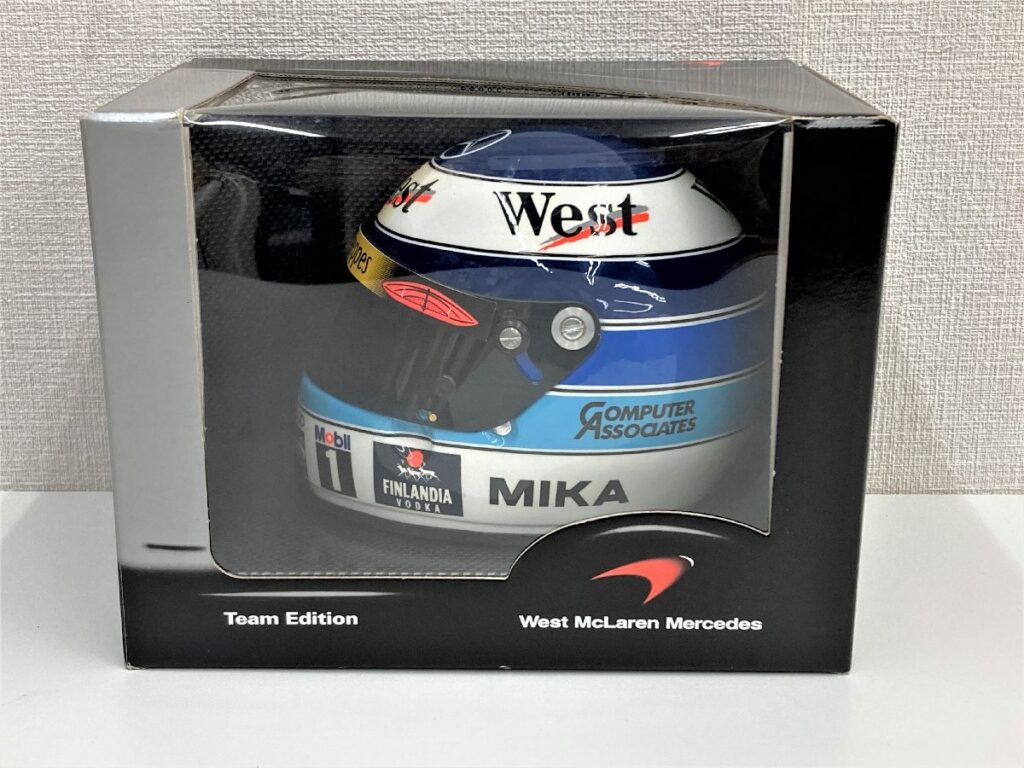 West
Mobil
1
FINLANDIA
VODKA
MIKA
COMPUTER
ASSOCIATES
Team Edition
West McLaren Mercedes